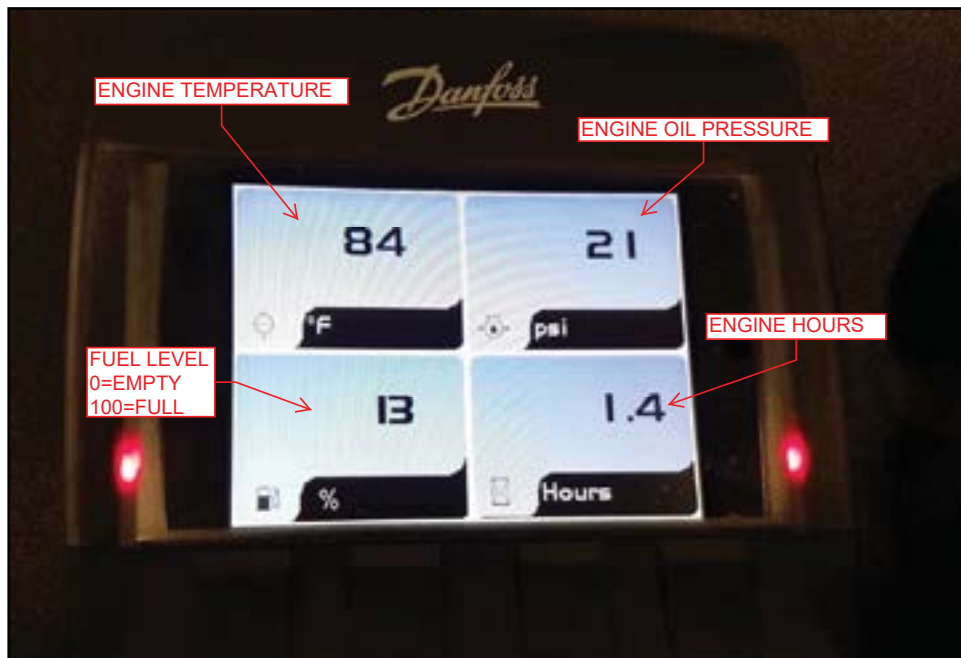 Danfoss
ENGINE TEMPERATURE
ENGINE OIL PRESSURE
84
°F
21
psi
ENGINE HOURS
FUEL LEVEL
0=EMPTY
100=FULL
13
%
1.4
Hours